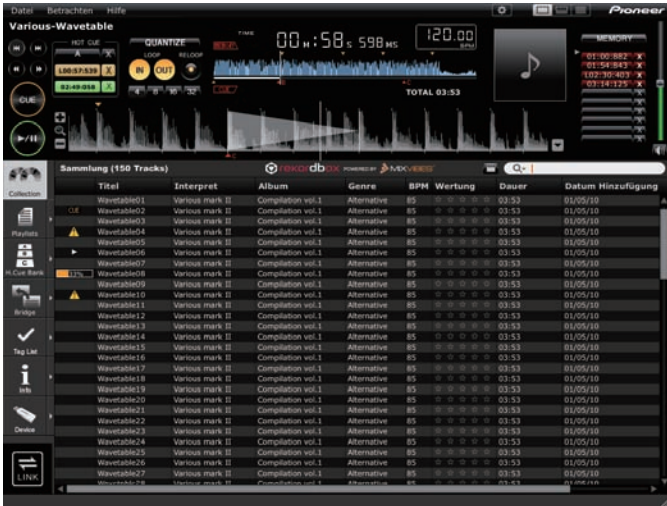 Datei Betrachten Hilfe
Pioneer
Various-Wavetable
HOT CUE
A X
L00:57:539 X
02:49:058 X
QUANTIZE
LOOP RELOOP
IN OUT
4 8 16 32
TIME
00 M : 58 S 598 MS
120.00
BPM
CUE
TOTAL 03:53
MEMORY
01:00:882 X
01:54:843 X
L02:30:403 X
03:14:125 X
CUE
Sammlung (150 Tracks) rekordbox POWERED BY MIXVIBES
Collection
Playlists
H.Cue Bank
Bridge
Tag List
Info
Device
LINK
Titel Interpret Album Genre BPM Wertung Dauer Datum Hinzufügung
Wavetable01 Various mark II Compilation vol.1 Alternative 85 03:53 01/05/10
CUE Wavetable02 Various mark II Compilation vol.1 Alternative 85 03:53 01/05/10
Wavetable03 Various mark II Compilation vol.1 Alternative 85 03:53 01/05/10
Wavetable04 Various mark II Compilation vol.1 Alternative 85 03:53 01/05/10
Wavetable05 Various mark II Compilation vol.1 Alternative 85 03:53 01/05/10
Wavetable06 Various mark II Compilation vol.1 Alternative 85 03:53 01/05/10
Wavetable07 Various mark II Compilation vol.1 Alternative 85 03:53 01/05/10
33% Wavetable08 Various mark II Compilation vol.1 Alternative 85 03:53 01/05/10
Wavetable09 Various mark II Compilation vol.1 Alternative 85 03:53 01/05/10
Wavetable10 Various mark II Compilation vol.1 Alternative 85 03:53 01/05/10
Wavetable11 Various mark II Compilation vol.1 Alternative 85 03:53 01/05/10
Wavetable12 Various mark II Compilation vol.1 Alternative 85 03:53 01/05/10
Wavetable13 Various mark II Compilation vol.1 Alternative 85 03:53 01/05/10
Wavetable14 Various mark II Compilation vol.1 Alternative 85 03:53 01/05/10
Wavetable15 Various mark II Compilation vol.1 Alternative 85 03:53 01/05/10
Wavetable16 Various mark II Compilation vol.1 Alternative 85 03:53 01/05/10
Wavetable17 Various mark II Compilation vol.1 Alternative 85 03:53 01/05/10
Wavetable18 Various mark II Compilation vol.1 Alternative 85 03:53 01/05/10
Wavetable19 Various mark II Compilation vol.1 Alternative 85 03:53 01/05/10
Wavetable20 Various mark II Compilation vol.1 Alternative 85 03:53 01/05/10
Wavetable21 Various mark II Compilation vol.1 Alternative 85 03:53 01/05/10
Wavetable22 Various mark II Compilation vol.1 Alternative 85 03:53 01/05/10
Wavetable23 Various mark II Compilation vol.1 Alternative 85 03:53 01/05/10
Wavetable24 Various mark II Compilation vol.1 Alternative 85 03:53 01/05/10
Wavetable25 Various mark II Compilation vol.1 Alternative 85 03:53 01/05/10
Wavetable26 Various mark II Compilation vol.1 Alternative 85 03:53 01/05/10
Wavetable27 Various mark II Compilation vol.1 Alternative 85 03:53 01/05/10